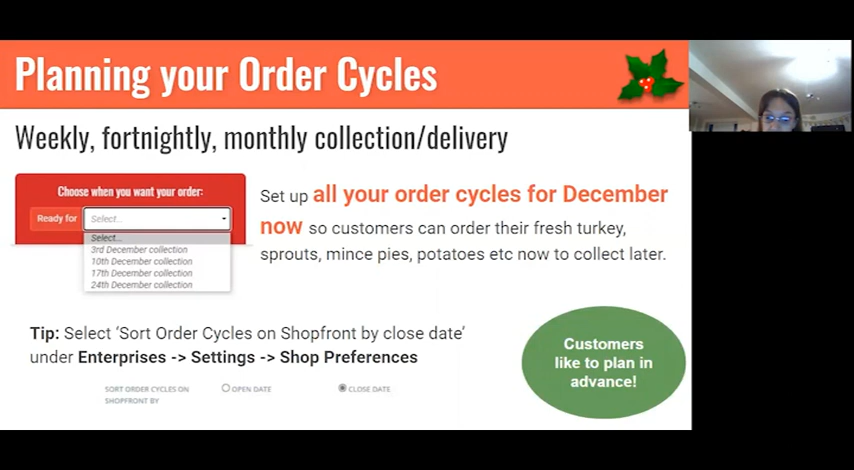 Planning your Order Cycles
Weekly, fortnightly, monthly collection/delivery
Choose when you want your order:
Ready for Select...
Select...
3rd December collection
10th December collection
17th December collection
24th December collection
Set up all your order cycles for December
now so customers can order their fresh turkey,
sprouts, mince pies, potatoes etc now to collect later.
Tip: Select ‘Sort Order Cycles on Shopfront by close date’
under Enterprises -> Settings -> Shop Preferences
SORT ORDER CYCLES ON
SHOPFRONT BY
OPEN DATE
CLOSE DATE
Customers
like to plan in
advance!